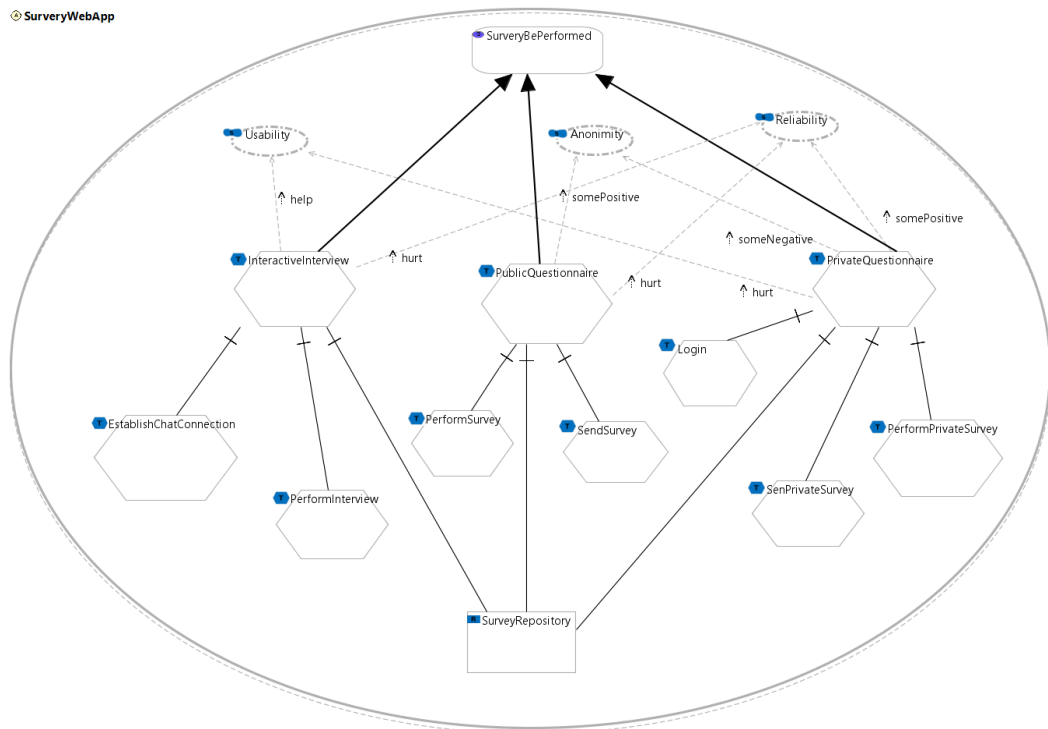 SurveryWebApp
SurveryBePerformed
Usability
Anonimity
Reliability
help
somePositive
somePositive
someNegative
hurt
hurt
hurt
InteractiveInterview
PublicQuestionnaire
PrivateQuestionnaire
Login
EstablishChatConnection
PerformSurvey
SendSurvey
PerformPrivateSurvey
PerformInterview
SenPrivateSurvey
SurveyRepository